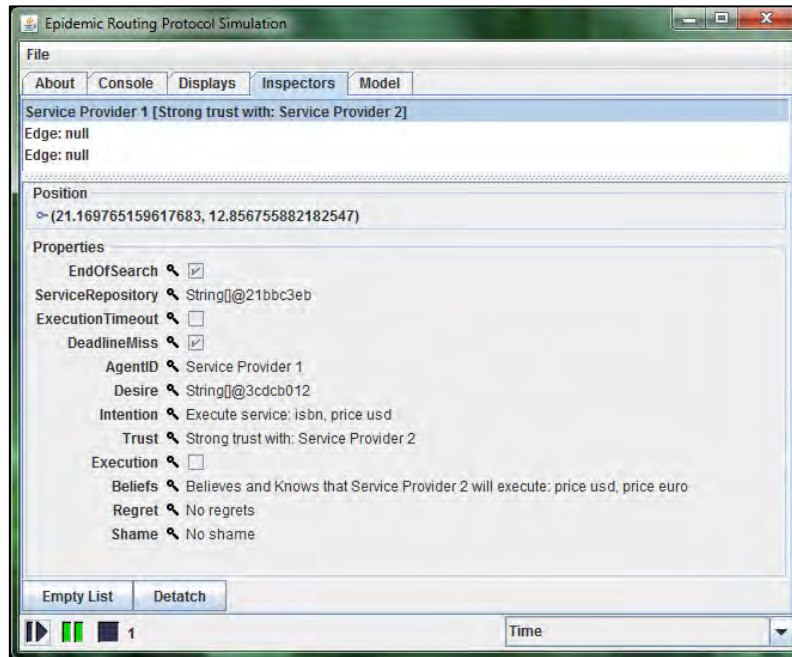 Epidemic Routing Protocol Simulation
File
About Console Displays Inspectors Model
Service Provider 1 [Strong trust with: Service Provider 2]
Edge: null
Edge: null
Position
(21.169765159617683, 12.856755882182547)
Properties
EndOfSearch
ServiceRepository String[]@21bbc3eb
ExecutionTimeout
DeadlineMiss
AgentID Service Provider 1
Desire String[]@3cdcb012
Intention Execute service: isbn, price usd
Trust Strong trust with: Service Provider 2
Execution
Beliefs Believes and Knows that Service Provider 2 will execute: price usd, price euro
Regret No regrets
Shame No shame
Empty List Detatch
1 Time